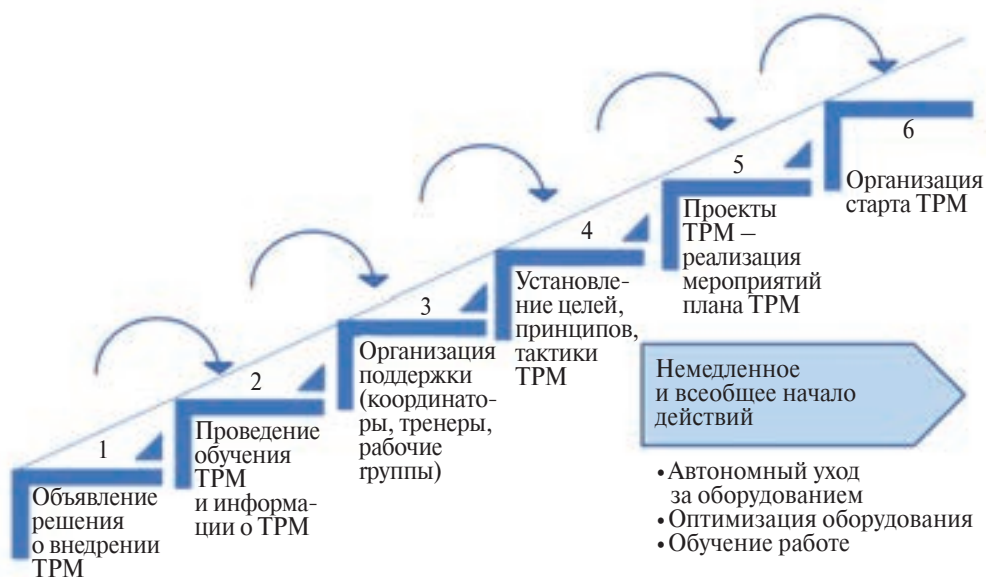 1
Объявление
решения
о внедрении
ТРМ
2
Проведение
обучения
ТРМ
и информа-
ции о ТРМ
3
Организация
поддержки
(координато-
ры, тренеры,
рабочие
группы)
4
Установле-
ние целей,
принципов,
тактики
ТРМ
5
Проекты
ТРМ –
реализация
мероприятий
плана ТРМ
6
Организация
старта ТРМ
Немедленное
и всеобщее начало
действий
• Автономный уход
за оборудованием
• Оптимизация оборудования
• Обучение работе